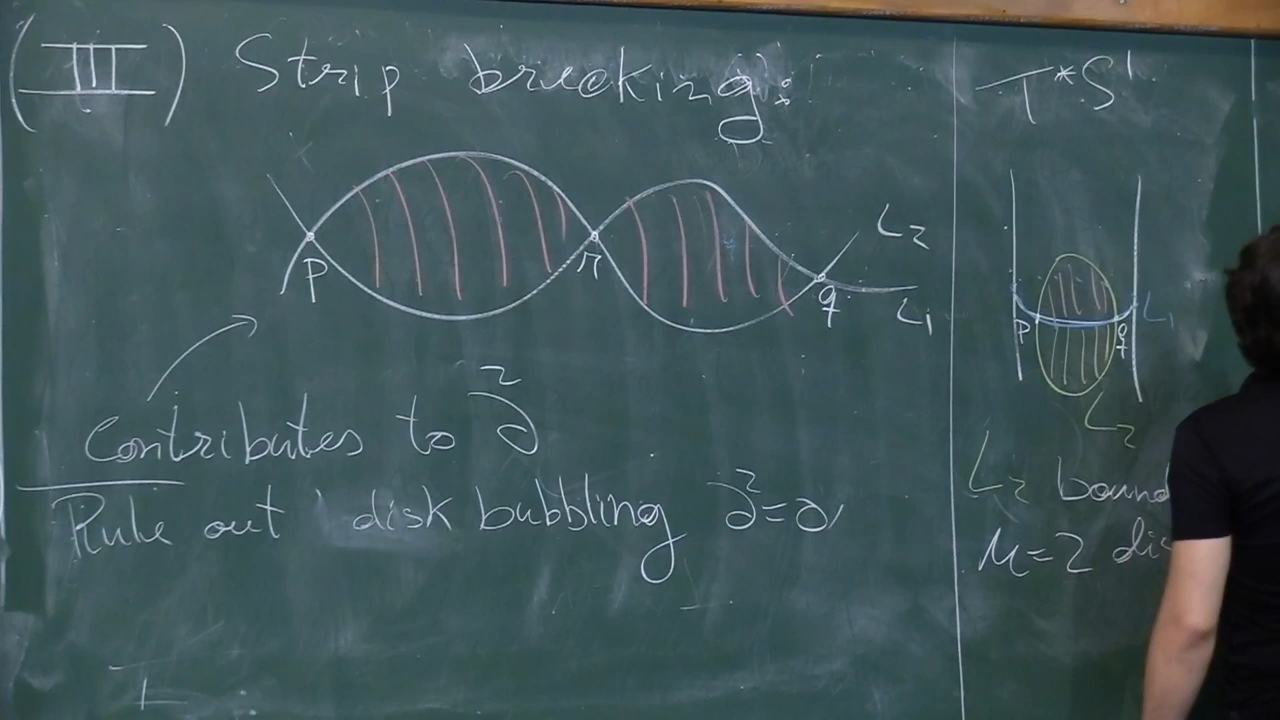 (III) Strip breaking:
p r q L₂
L₁
Contributes to ∂²
Rule out disk bubbling ∂²=0
T*S¹
p q L₁
L₂
L₂ bound
μ=2 dis